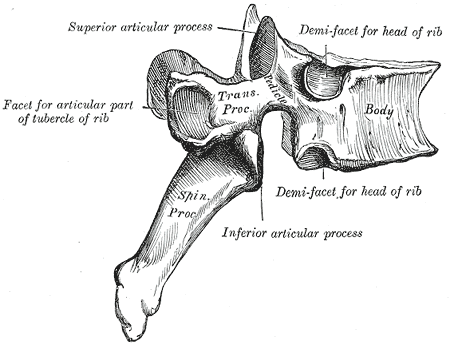 Superior articular process
Demi-facet for head of rib
Facet for articular part
of tubercle of rib
Trans.
Proc.
Pedicle
Body
Spin.
Proc.
Demi-facet for head of rib
Inferior articular process